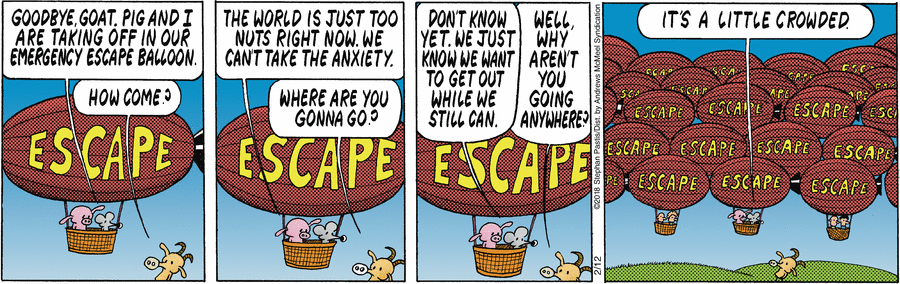 GOODBYE, GOAT. PIG AND I
ARE TAKING OFF IN OUR
EMERGENCY ESCAPE BALLOON.
HOW COME?
ESCAPE
THE WORLD IS JUST TOO
NUTS RIGHT NOW. WE
CAN'T TAKE THE ANXIETY.
WHERE ARE YOU
GONNA GO?
ESCAPE
DON'T KNOW
YET. WE JUST
KNOW WE WANT
TO GET OUT
WHILE WE
STILL CAN.
WELL,
WHY
AREN'T
YOU
GOING
ANYWHERE?
ESCAPE
©2018 Stephan Pastis/Dist. by Andrews McMeel Syndication
2/12
IT'S A LITTLE CROWDED.
ESCAPE
ESCAPE
ESCAPE
ESCAPE
ESCAPE
ESCAPE
ESCAPE
ESCAPE
ESCAPE
ESCAPE
ESCAPE
ESCAPE
ESCAPE